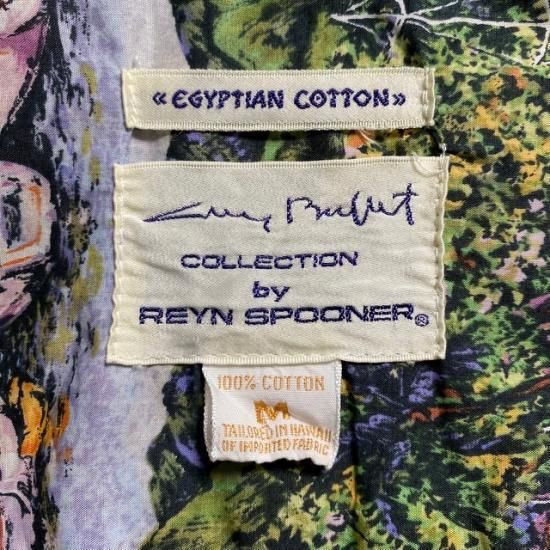 «EGYPTIAN COTTON»
COLLECTION
by
REYN SPOONER®
100% COTTON
M
TAILORED IN HAWAII
OF IMPORTED FABRIC